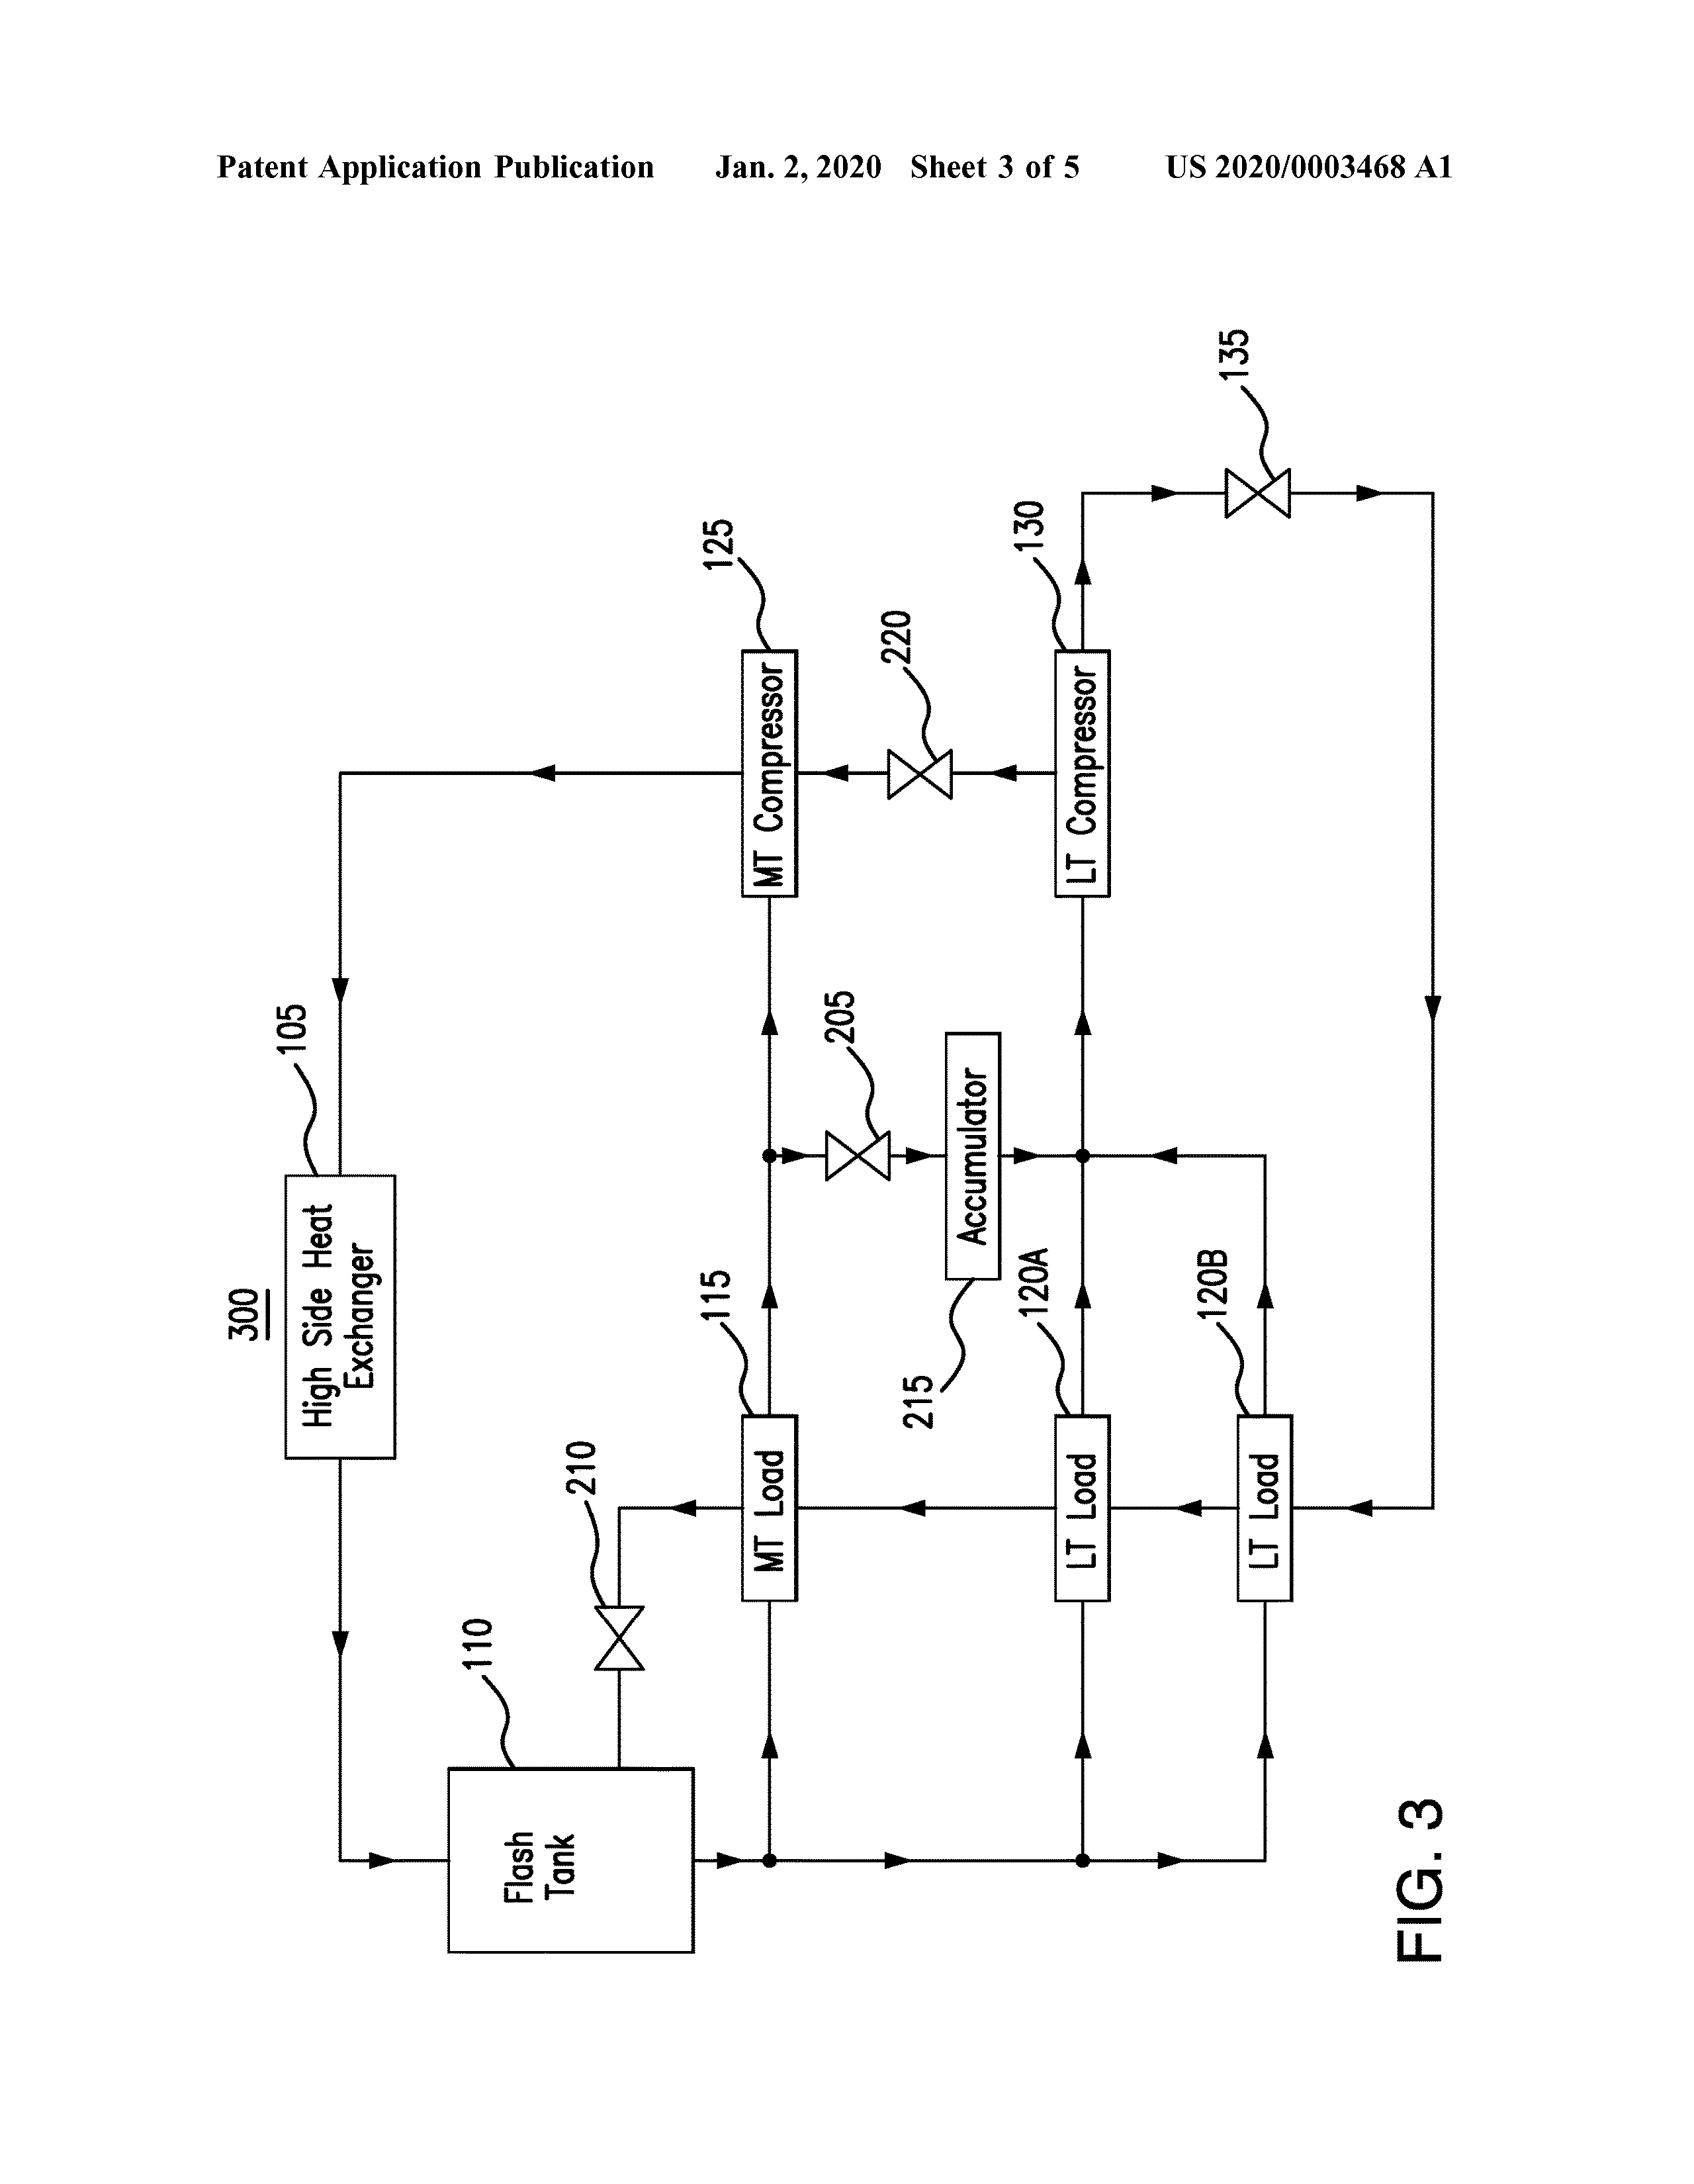 Patent Application Publication Jan. 2, 2020 Sheet 3 of 5 US 2020/0003468 A1
300
105
High Side Heat
Exchanger
110
Flash
Tank
210
115
MT Load
125
MT Compressor
205
220
215
Accumulator
120A
LT Load
130
LT Compressor
120B
LT Load
135
FIG. 3